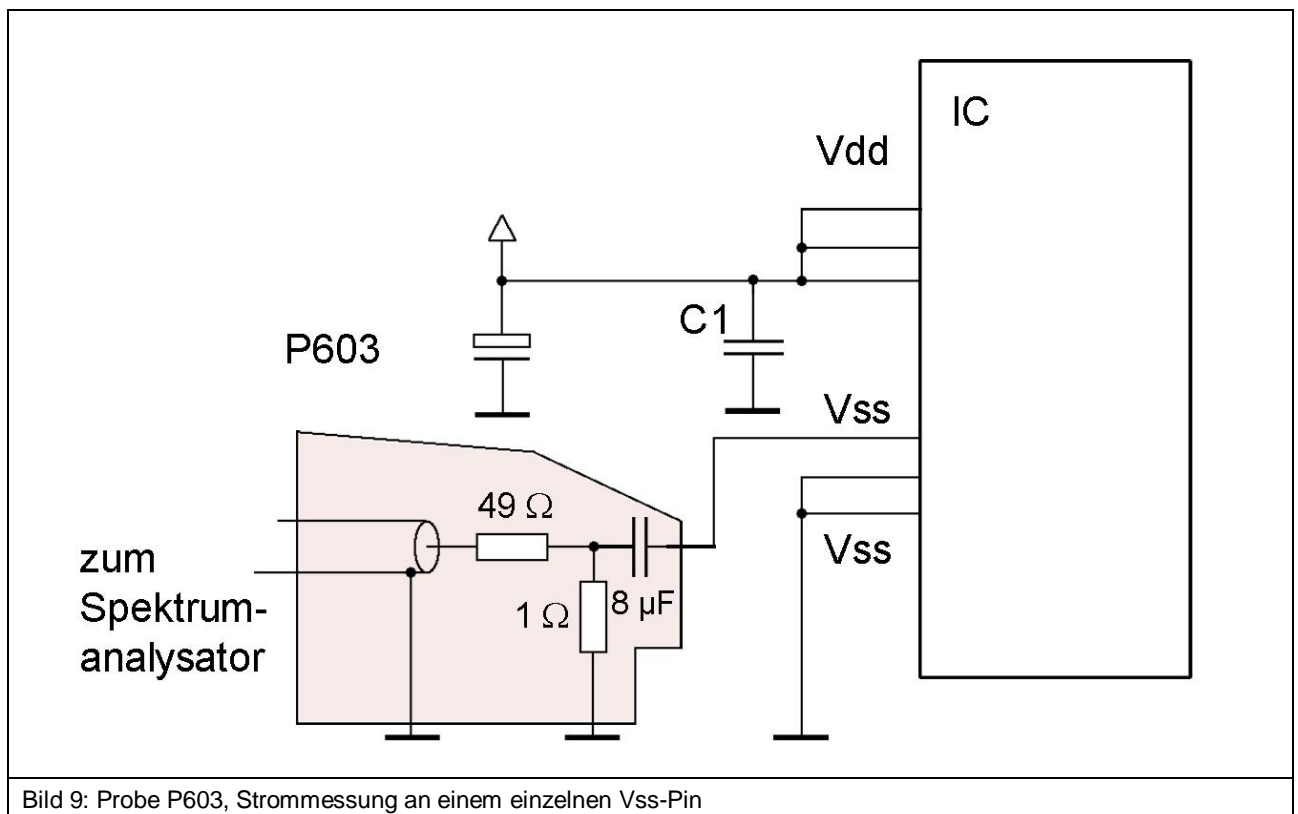 IC
Vdd
C1
P603
Vss
49 Ω
zum
Spektrum-
analysator
1 Ω
8 µF
Vss
Bild 9: Probe P603, Strommessung an einem einzelnen Vss-Pin